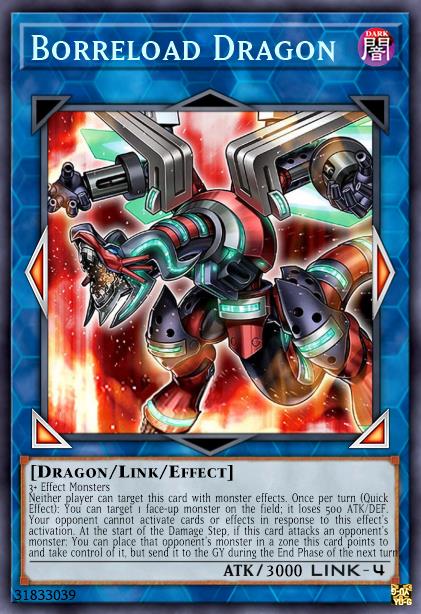 BORRELOAD DRAGON
DARK
闇
[DRAGON/LINK/EFFECT]
3+ Effect Monsters
Neither player can target this card with monster effects. Once per turn (Quick
Effect): You can target 1 face-up monster on the field; it loses 500 ATK/DEF.
Your opponent cannot activate cards or effects in response to this effect's
activation. At the start of the Damage Step, if this card attacks an opponent's
monster: You can place that opponent's monster in a zone this card points to
and take control of it, but send it to the GY during the End Phase of the next turn
ATK/3000 LINK-4
31833039